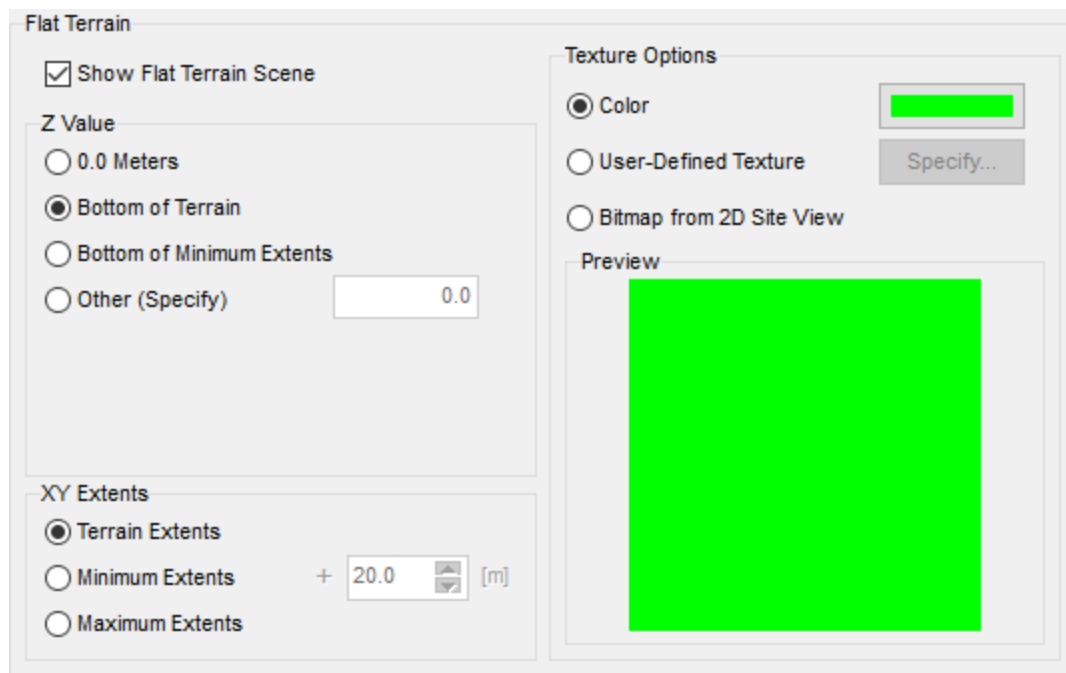 Flat Terrain
Show Flat Terrain Scene
Z Value
0.0 Meters
Bottom of Terrain
Bottom of Minimum Extents
Other (Specify) 0.0
XY Extents
Terrain Extents
Minimum Extents + 20.0 [m]
Maximum Extents
Texture Options
Color
User-Defined Texture Specify...
Bitmap from 2D Site View
Preview